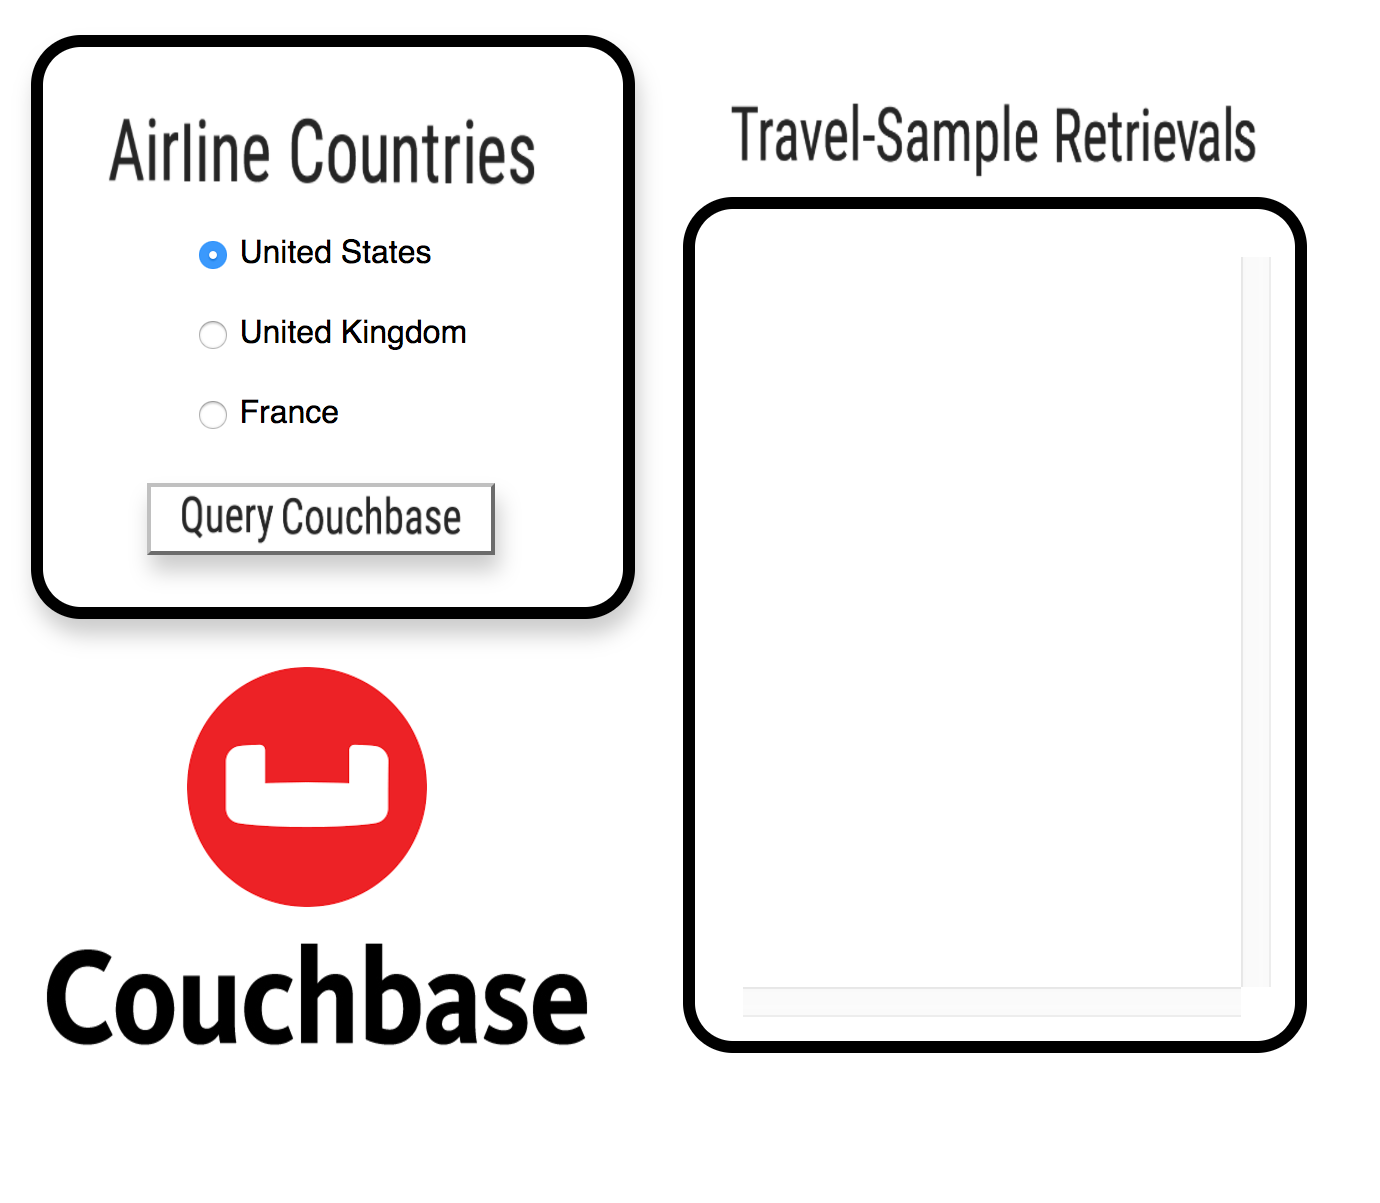 Airline Countries
United States
United Kingdom
France
Query Couchbase
Couchbase
Travel-Sample Retrievals